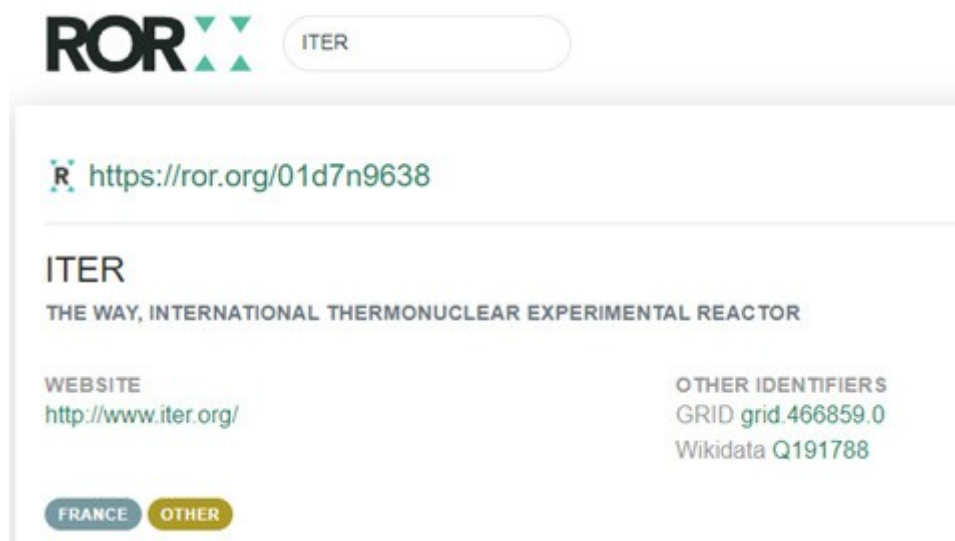 ROR
ITER
R https://ror.org/01d7n9638
ITER
THE WAY, INTERNATIONAL THERMONUCLEAR EXPERIMENTAL REACTOR
WEBSITE
http://www.iter.org/
OTHER IDENTIFIERS
GRID grid.466859.0
Wikidata Q191788
FRANCE OTHER